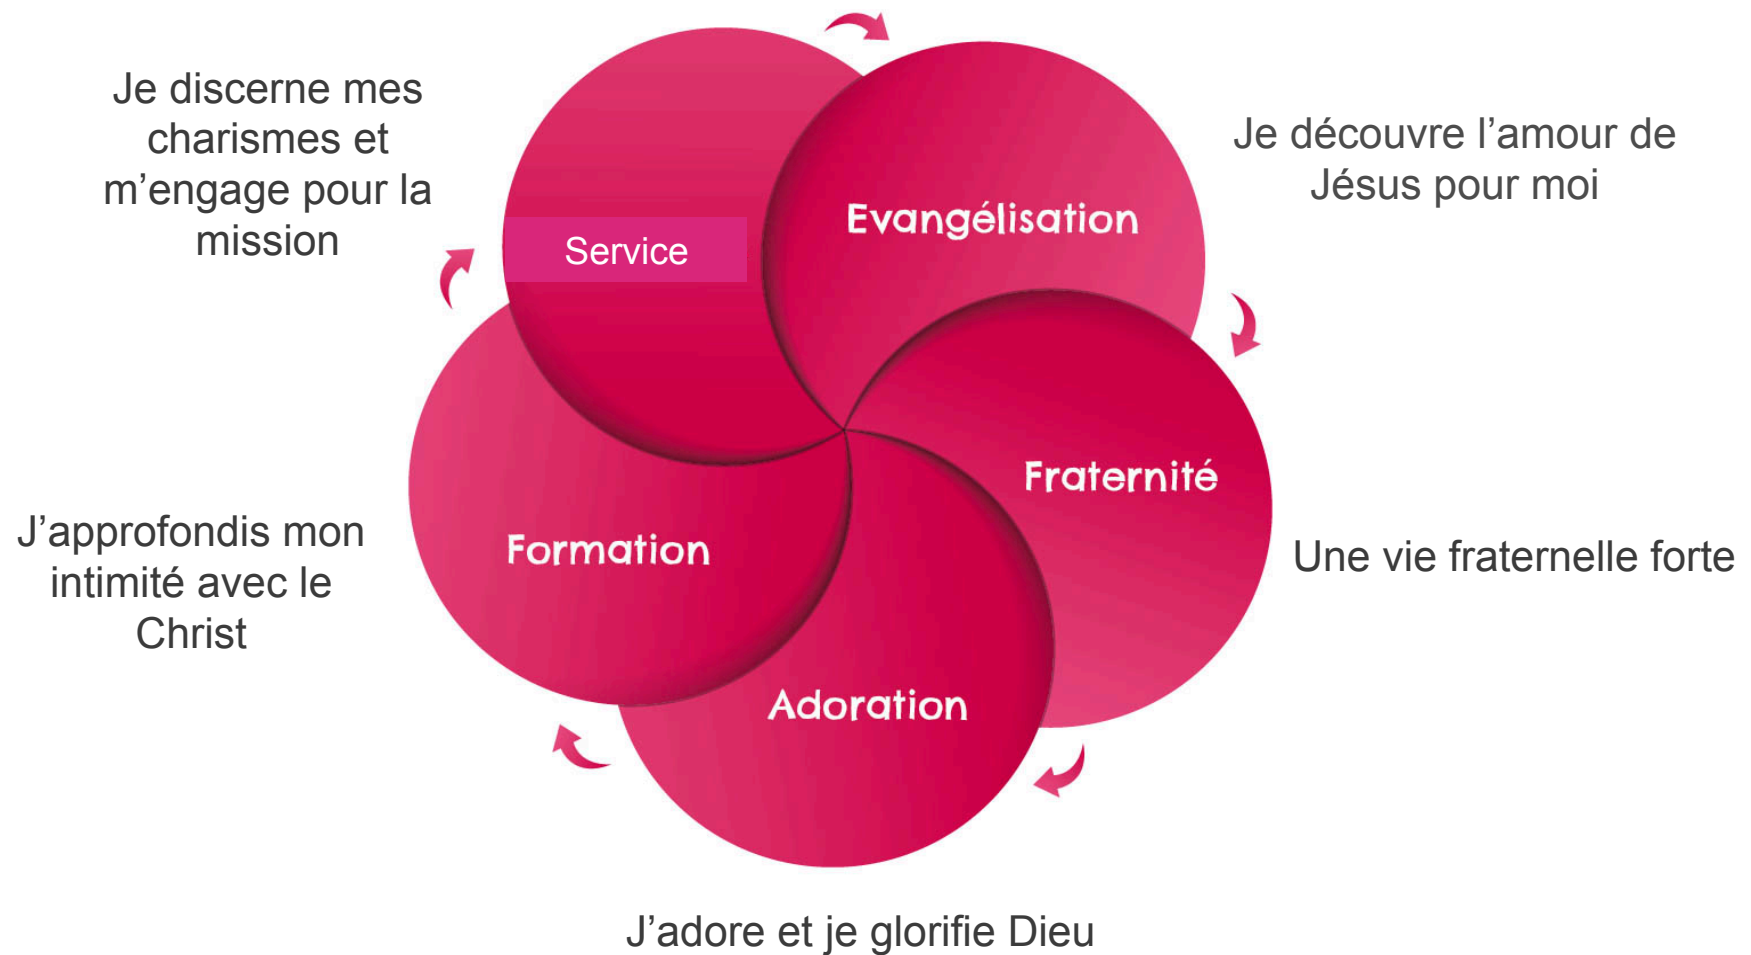 Je discerne mes
charismes et
m’engage pour la
mission
Service
Evangélisation
Je découvre l’amour de
Jésus pour moi
Fraternité
Une vie fraternelle forte
Formation
J’approfondis mon
intimité avec le
Christ
Adoration
J’adore et je glorifie Dieu